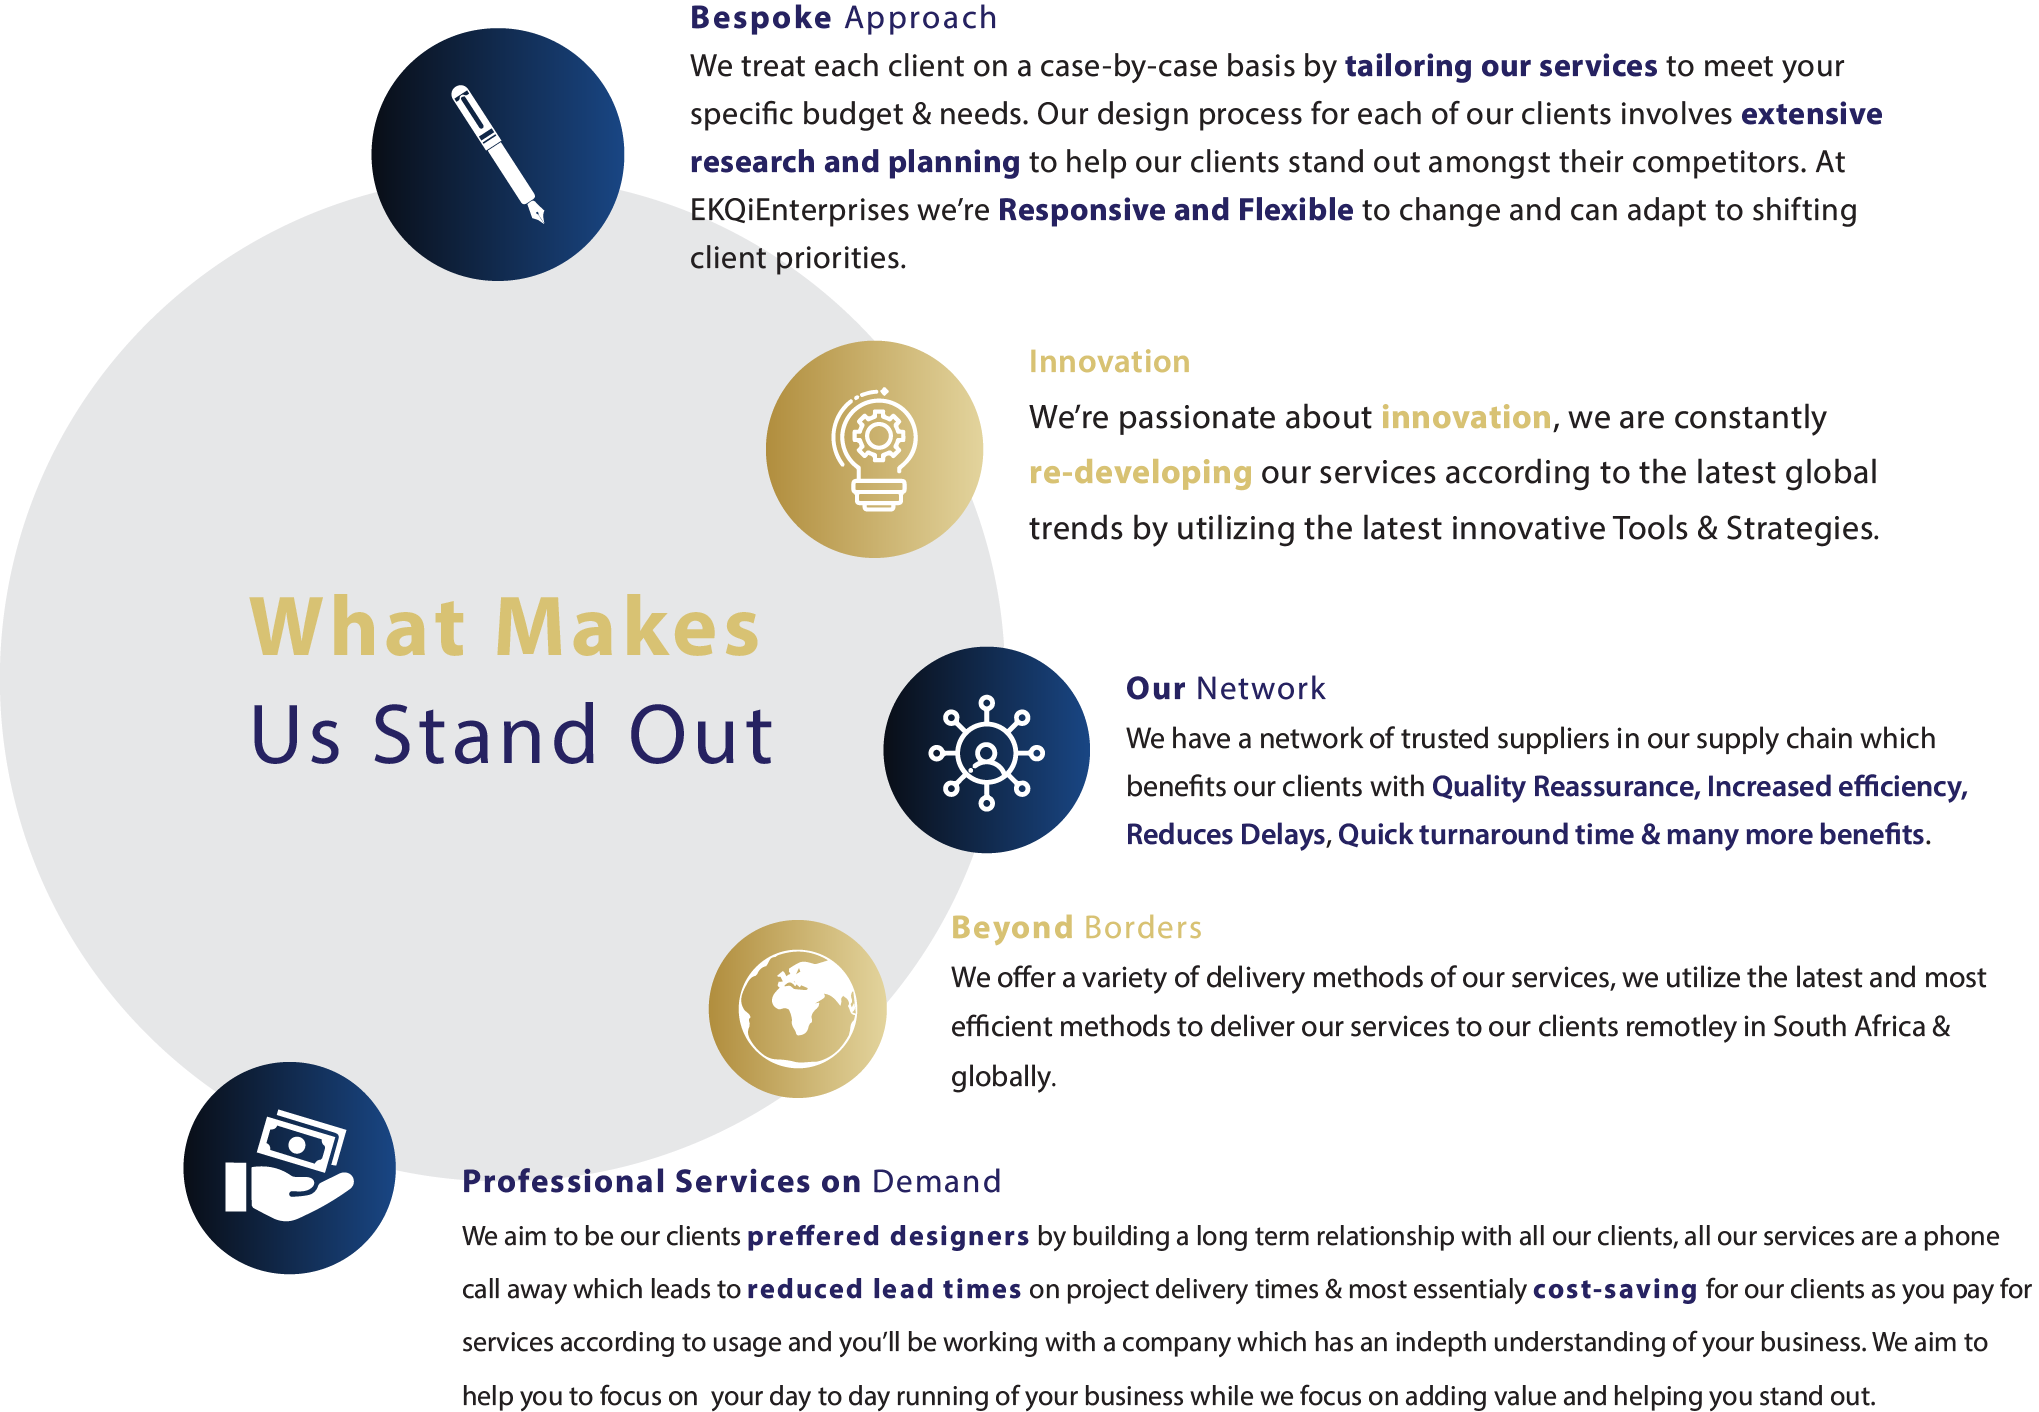 Bespoke Approach
We treat each client on a case-by-case basis by tailoring our services to meet your
specific budget & needs. Our design process for each of our clients involves extensive
research and planning to help our clients stand out amongst their competitors. At
EKQiEnterprises we’re Responsive and Flexible to change and can adapt to shifting
client priorities.
Innovation
We’re passionate about innovation, we are constantly
re-developing our services according to the latest global
trends by utilizing the latest innovative Tools & Strategies.
What Makes
Us Stand Out
Our Network
We have a network of trusted suppliers in our supply chain which
benefits our clients with Quality Reassurance, Increased efficiency,
Reduces Delays, Quick turnaround time & many more benefits.
Beyond Borders
We offer a variety of delivery methods of our services, we utilize the latest and most
efficient methods to deliver our services to our clients remotley in South Africa &
globally.
Professional Services on Demand
We aim to be our clients preffered designers by building a long term relationship with all our clients, all our services are a phone
call away which leads to reduced lead times on project delivery times & most essentialy cost-saving for our clients as you pay for
services according to usage and you’ll be working with a company which has an indepth understanding of your business. We aim to
help you to focus on  your day to day running of your business while we focus on adding value and helping you stand out.